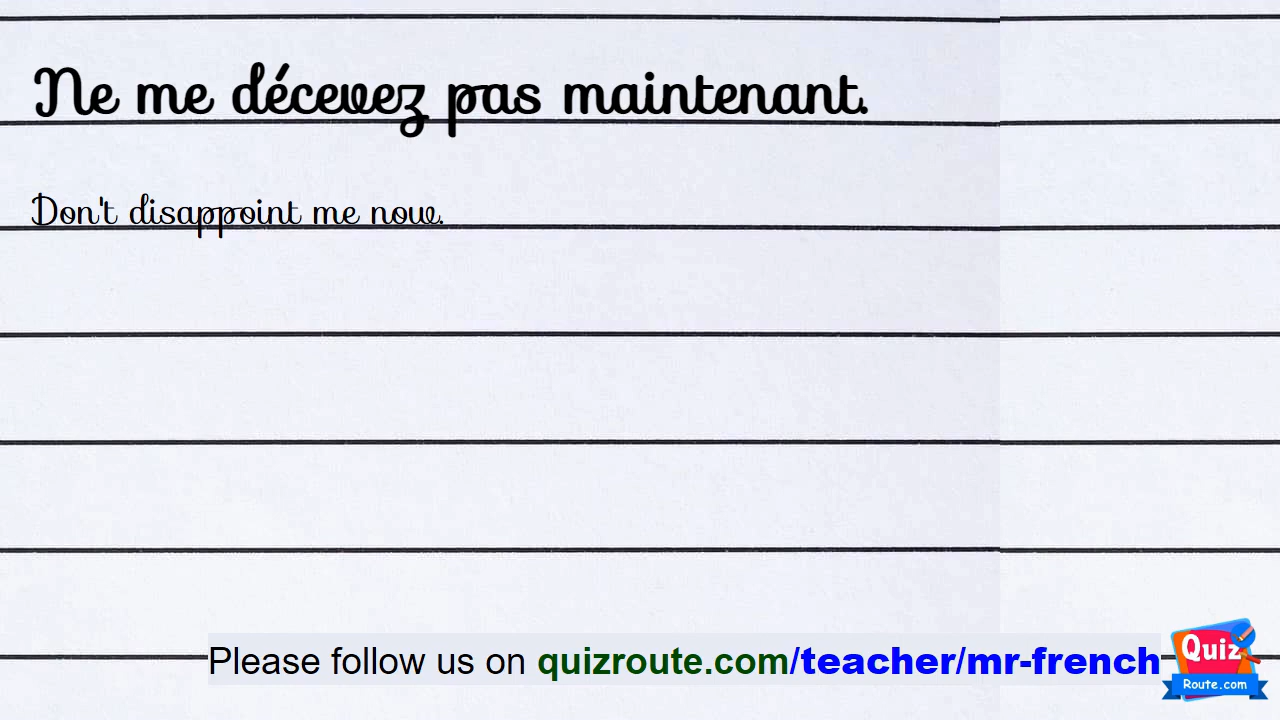 Ne me décevez pas maintenant.
Don't disappoint me now.
Please follow us on quizroute.com/teacher/mr-french
Quiz
Route.com